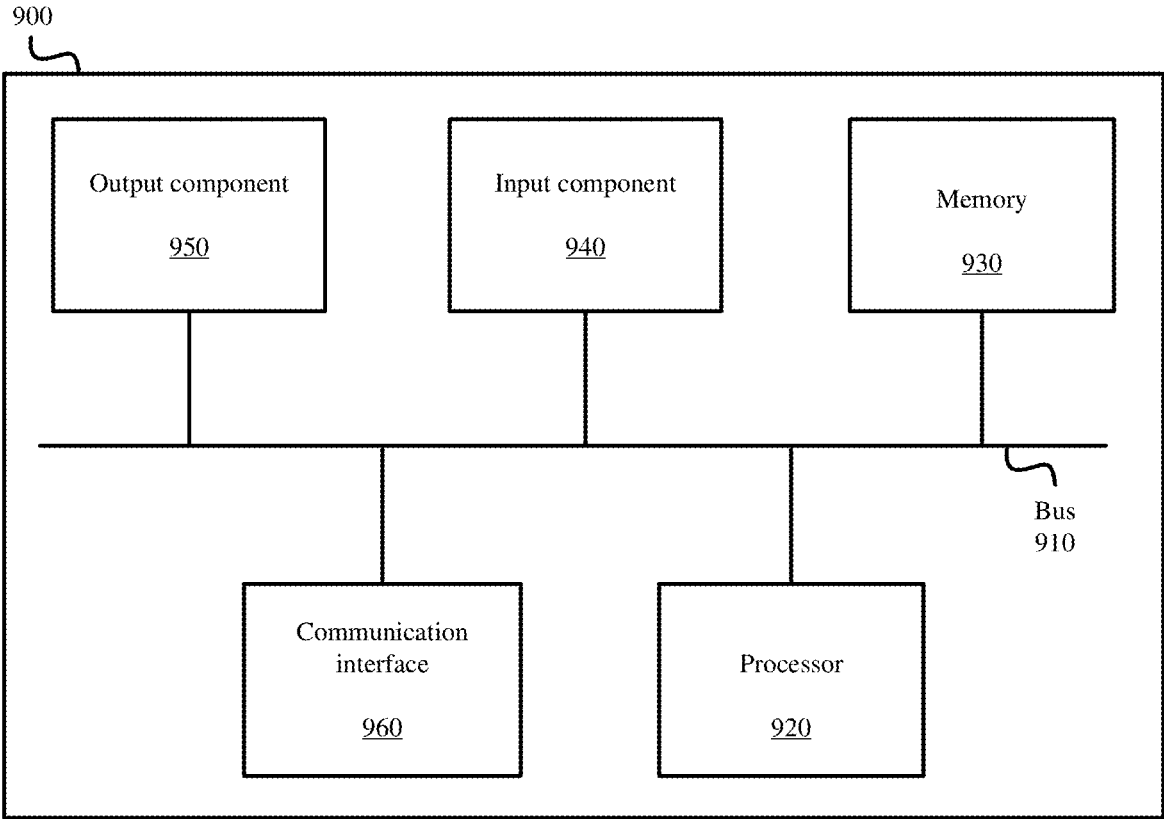 900
Output component
950
Input component
940
Memory
930
Bus
910
Communication
interface
960
Processor
920